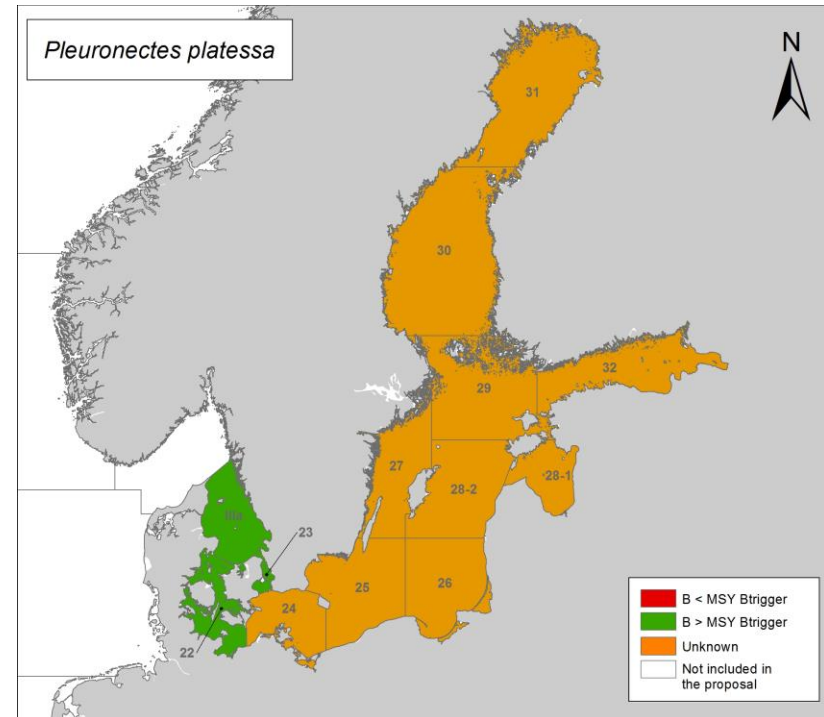 Pleuronectes platessa
N
31
30
32
29
27
28-2
28-1
IIIa
23
25
26
24
22
B < MSY Btrigger
B > MSY Btrigger
Unknown
Not included in
the proposal